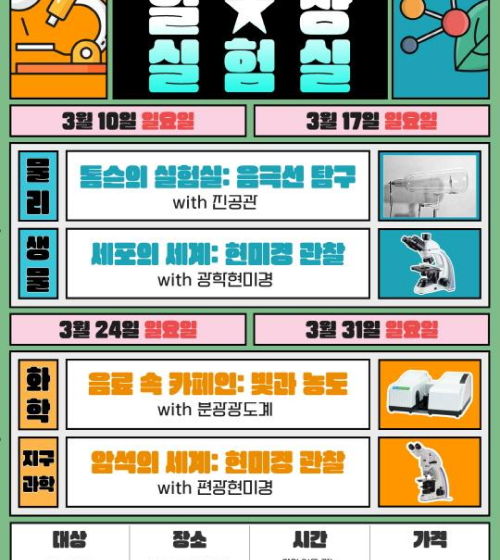 실험실
3월 10일 일요일
3월 17일 일요일
물리
톰슨의 실험실: 음극선 탐구
with 진공관
생물
세포의 세계: 현미경 관찰
with 광학현미경
3월 24일 일요일
3월 31일 일요일
화학
음료 속 카페인: 빛과 농도
with 분광광도계
지구
과학
암석의 세계: 현미경 관찰
with 편광현미경
대상
장소
시간
가격